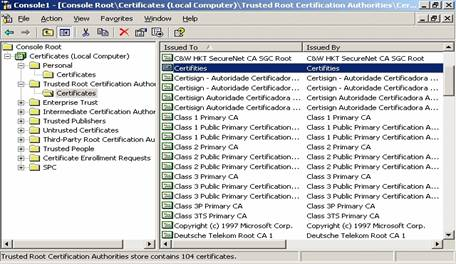 Console1 - [Console Root\Certificates (Local Computer)\Trusted Root Certification Authorities\Cer...
File Action View Favorites Window Help
Console Root
Certificates (Local Computer)
Personal
Certificates
Trusted Root Certification Author
Certificates
Enterprise Trust
Intermediate Certification Author
Trusted Publishers
Untrusted Certificates
Third-Party Root Certification Au
Trusted People
Certificate Enrollment Requests
SPC
Issued To Issued By
C&W HKT SecureNet CA SGC Root C&W HKT SecureNet CA SGC Root
Certifities Certifities
Certisign - Autoridade Certificador... Certisign - Autoridade Certificadora ...
Certisign - Autoridade Certificador... Certisign - Autoridade Certificadora ...
Certisign - Autoridade Certificador... Certisign - Autoridade Certificadora ...
Certisign - Autoridade Certificador... Certisign - Autoridade Certificadora ...
Class 1 Primary CA Class 1 Primary CA
Class 1 Public Primary Certification... Class 1 Public Primary Certification A...
Class 1 Public Primary Certification... Class 1 Public Primary Certification A...
Class 2 Primary CA Class 2 Primary CA
Class 2 Public Primary Certification... Class 2 Public Primary Certification A...
Class 2 Public Primary Certification... Class 2 Public Primary Certification A...
Class 3 Primary CA Class 3 Primary CA
Class 3 Public Primary Certification... Class 3 Public Primary Certification A...
Class 3 Public Primary Certification... Class 3 Public Primary Certification A...
Class 3P Primary CA Class 3P Primary CA
Class 3TS Primary CA Class 3TS Primary CA
Copyright (c) 1997 Microsoft Corp. Copyright (c) 1997 Microsoft Corp.
Deutsche Telekom Root CA 1 Deutsche Telekom Root CA 1
Trusted Root Certification Authorities store contains 104 certificates.